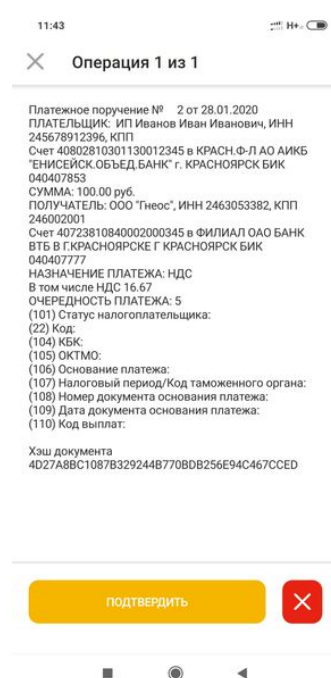 11:43
H+
Операция 1 из 1
Платежное поручение № 2 от 28.01.2020
ПЛАТЕЛЬЩИК: ИП Иванов Иван Иванович, ИНН
245678912396, КПП
Счет 40802810301130012345 в КРАСН.Ф-Л АО АИКБ
"ЕНИСЕЙСК.ОБЪЕД.БАНК" г. КРАСНОЯРСК БИК
040407853
СУММА: 100.00 руб.
ПОЛУЧАТЕЛЬ: ООО "Гнеос", ИНН 2463053382, КПП
246002001
Счет 40723810840002000345 в ФИЛИАЛ ОАО БАНК
ВТБ В Г.КРАСНОЯРСКЕ Г КРАСНОЯРСК БИК
040407777
НАЗНАЧЕНИЕ ПЛАТЕЖА: НДС
В том числе НДС 16.67
ОЧЕРЕДНОСТЬ ПЛАТЕЖА: 5
(101) Статус налогоплательщика:
(22) Код:
(104) КБК:
(105) ОКТМО:
(106) Основание платежа:
(107) Налоговый период/Код таможенного органа:
(108) Номер документа основания платежа:
(109) Дата документа основания платежа:
(110) Код выплат:
Хэш документа
4D27A8BC1087B329244B770BDB256E94C467CCED
ПОДТВЕРДИТЬ